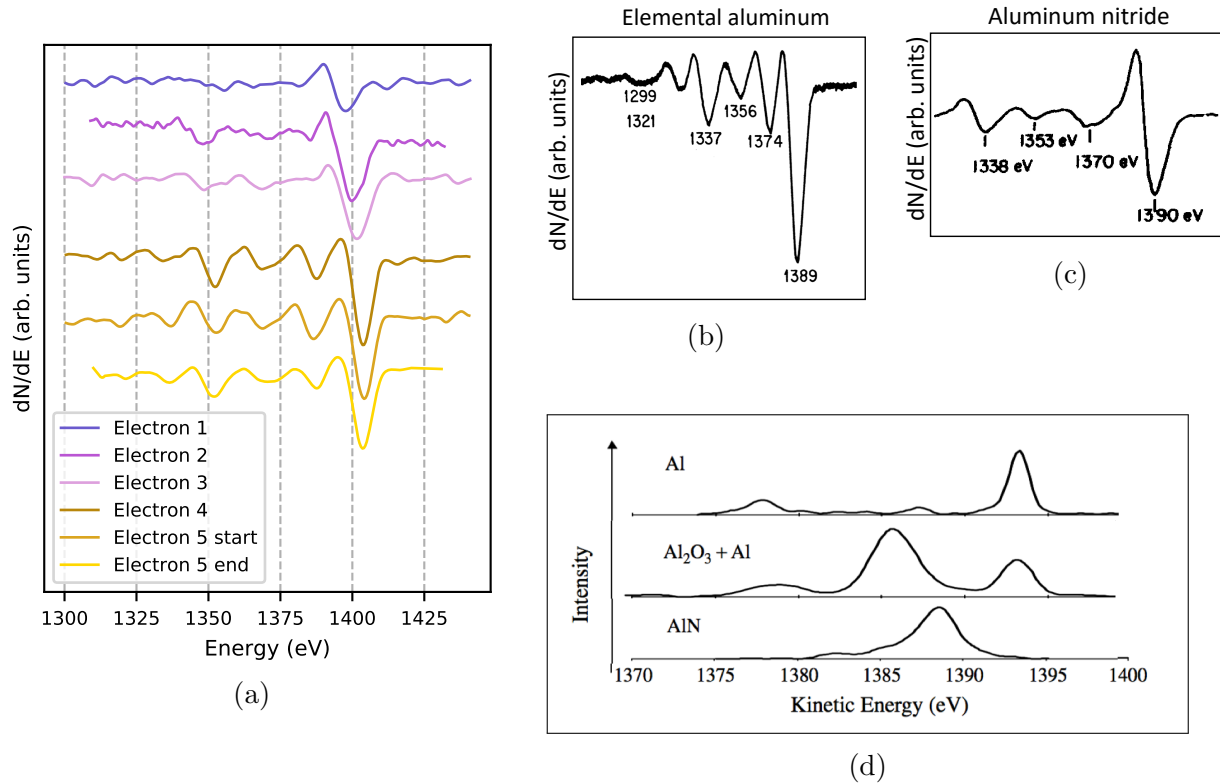 dN/dE (arb. units)
Electron 1
Electron 2
Electron 3
Electron 4
Electron 5 start
Electron 5 end
1300 1325 1350 1375 1400 1425
Energy (eV)
(a)
Elemental aluminum
dN/dE (arb. units)
1299
1321
1337
1356
1374
1389
(b)
Aluminum nitride
dN/dE (arb. units)
1338 eV
1353 eV
1370 eV
1390 eV
(c)
Intensity
Al
Al₂O₃ + Al
AlN
1370 1375 1380 1385 1390 1395 1400
Kinetic Energy (eV)
(d)